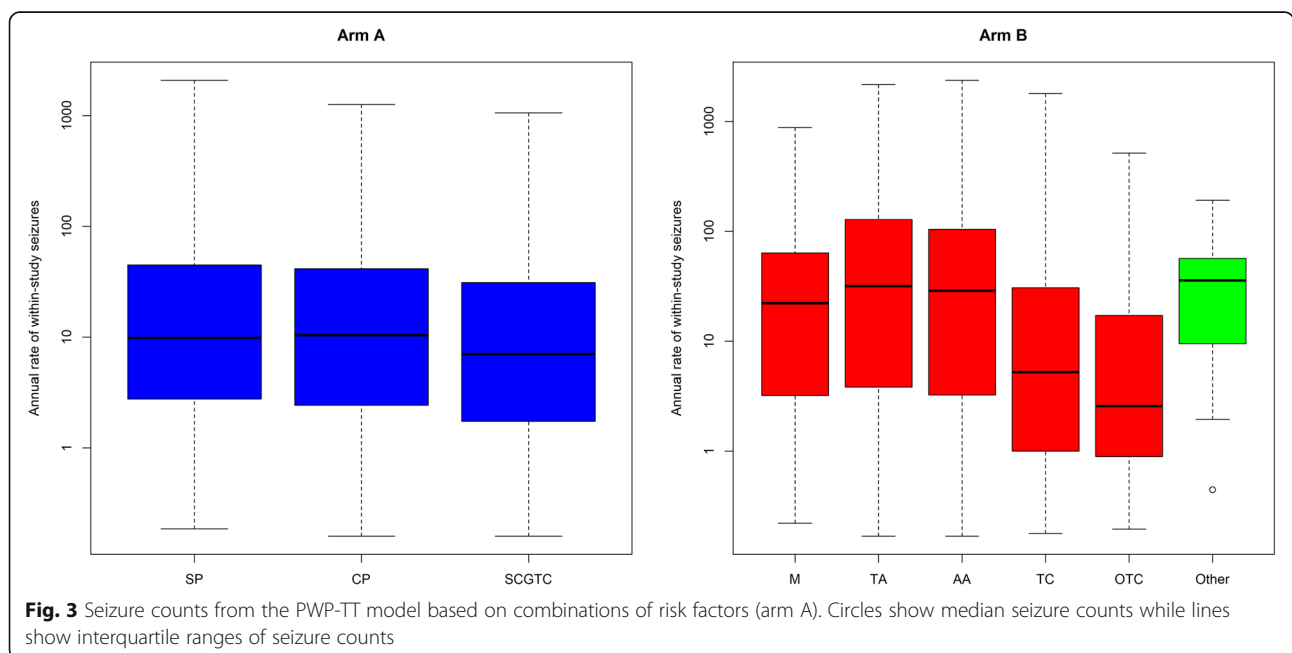 Arm A
Arm B
Annual rate of within-study seizures
1000
100
10
1
SP CP SCGTC
Annual rate of within-study seizures
1000
100
10
1
M TA AA TC OTC Other
Fig. 3 Seizure counts from the PWP-TT model based on combinations of risk factors (arm A). Circles show median seizure counts while lines
show interquartile ranges of seizure counts